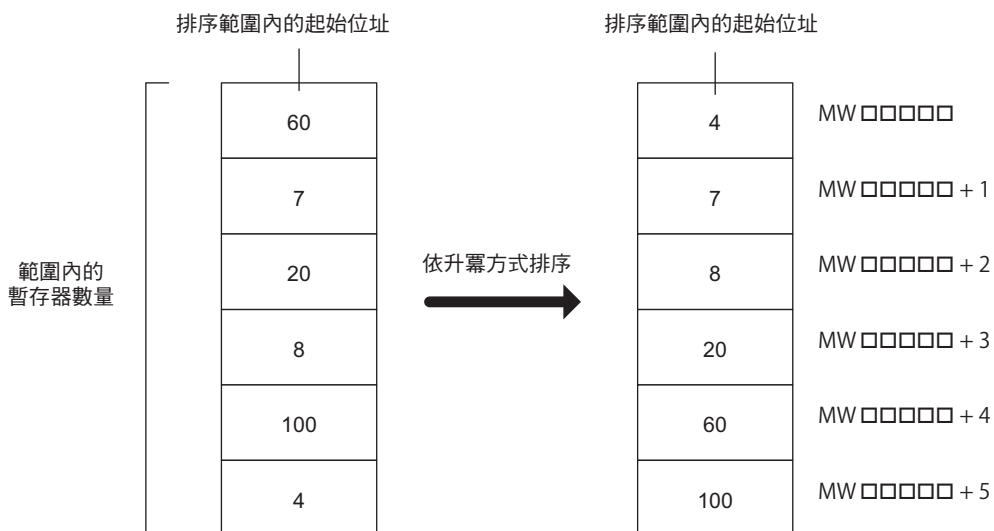 排序範圍內的起始位址
排序範圍內的起始位址
60
7
20
8
100
4
範圍內的
暫存器數量
依升冪方式排序
4
7
8
20
60
100
MW □□□□□
MW □□□□□ + 1
MW □□□□□ + 2
MW □□□□□ + 3
MW □□□□□ + 4
MW □□□□□ + 5